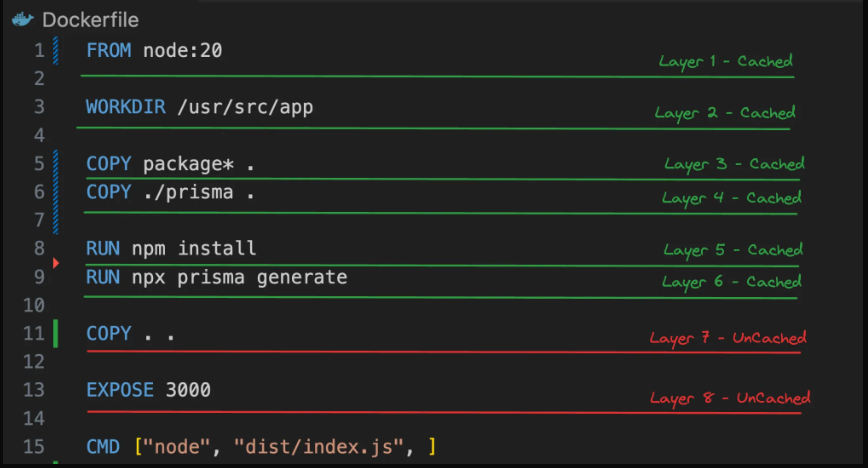 Dockerfile
1 FROM node:20 Layer 1 - Cached
2
3 WORKDIR /usr/src/app Layer 2 - Cached
4
5 COPY package* . Layer 3 - Cached
6 COPY ./prisma . Layer 4 - Cached
7
8 RUN npm install Layer 5 - Cached
9 RUN npx prisma generate Layer 6 - Cached
10
11 COPY . . Layer 7 - UnCached
12
13 EXPOSE 3000 Layer 8 - UnCached
14
15 CMD ["node", "dist/index.js", ]